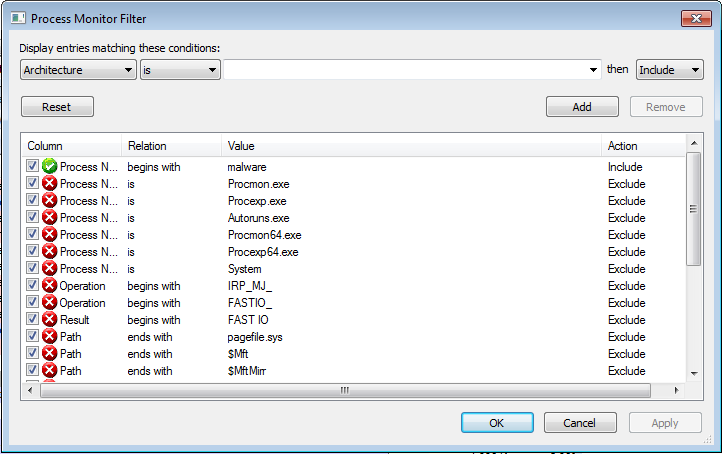 Process Monitor Filter
Display entries matching these conditions:
Architecture is then Include
Reset Add Remove
Column Relation Value Action
Process N... begins with malware Include
Process N... is Procmon.exe Exclude
Process N... is Procexp.exe Exclude
Process N... is Autoruns.exe Exclude
Process N... is Procmon64.exe Exclude
Process N... is Procexp64.exe Exclude
Process N... is System Exclude
Operation begins with IRP_MJ_ Exclude
Operation begins with FASTIO_ Exclude
Result begins with FAST IO Exclude
Path ends with pagefile.sys Exclude
Path ends with $Mft Exclude
Path ends with $MftMirr Exclude
OK Cancel Apply